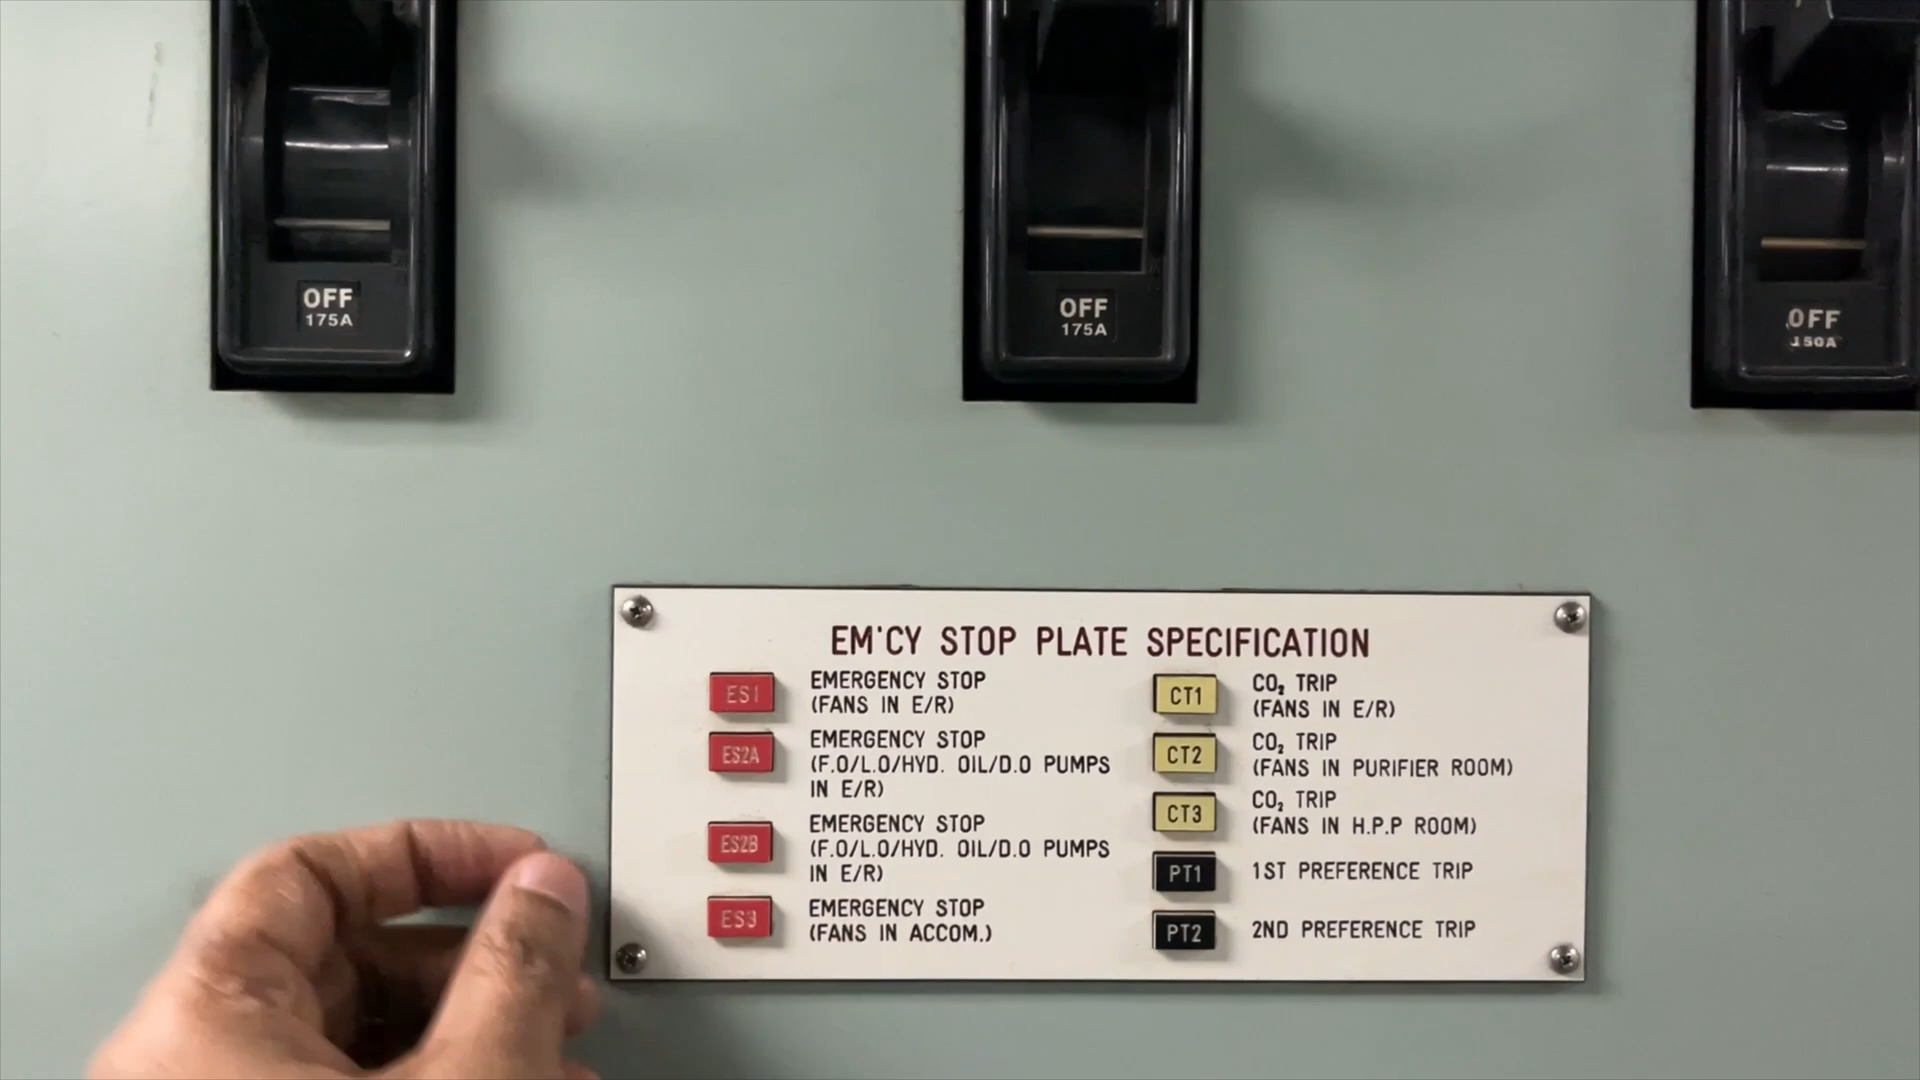 OFF
175A
OFF
175A
OFF
150A
EM'CY STOP PLATE SPECIFICATION
ES1
EMERGENCY STOP
(FANS IN E/R)
ES2A
EMERGENCY STOP
(F.O/L.O/HYD. OIL/D.O PUMPS
IN E/R)
ES2B
EMERGENCY STOP
(F.O/L.O/HYD. OIL/D.O PUMPS
IN E/R)
ES3
EMERGENCY STOP
(FANS IN ACCOM.)
CT1
CO₂ TRIP
(FANS IN E/R)
CT2
CO₂ TRIP
(FANS IN PURIFIER ROOM)
CT3
CO₂ TRIP
(FANS IN H.P.P ROOM)
PT1
1ST PREFERENCE TRIP
PT2
2ND PREFERENCE TRIP